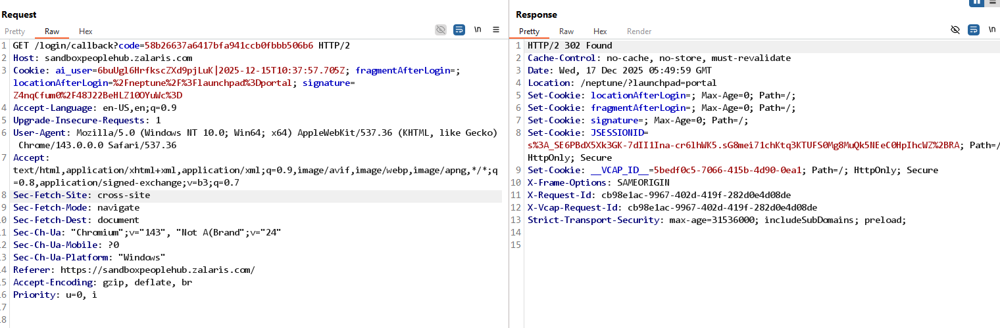 Request
Pretty Raw Hex \n
1 GET /login/callback?code=58b26637a6417bfa941ccb0fbbb506b6 HTTP/2
2 Host: sandboxpeoplehub.zalaris.com
3 Cookie: ai_user=6buUgl6HrfkscZXd9pjLuK|2025-12-15T10:37:57.705Z; fragmentAfterLogin=;
locationAfterLogin=%2Fneptune%2F%3Flaunchpad%3Dportal; signature=
Z4nqCfum0%2F48J22BeHLZ10OYuWc%3D
4 Accept-Language: en-US,en;q=0.9
5 Upgrade-Insecure-Requests: 1
6 User-Agent: Mozilla/5.0 (Windows NT 10.0; Win64; x64) AppleWebKit/537.36 (KHTML, like Gecko)
Chrome/143.0.0.0 Safari/537.36
7 Accept:
text/html,application/xhtml+xml,application/xml;q=0.9,image/avif,image/webp,image/apng,*/*;q
=0.8,application/signed-exchange;v=b3;q=0.7
8 Sec-Fetch-Site: cross-site
9 Sec-Fetch-Mode: navigate
0 Sec-Fetch-Dest: document
1 Sec-Ch-Ua: "Chromium";v="143", "Not A(Brand";v="24"
2 Sec-Ch-Ua-Mobile: ?0
3 Sec-Ch-Ua-Platform: "Windows"
4 Referer: https://sandboxpeoplehub.zalaris.com/
5 Accept-Encoding: gzip, deflate, br
6 Priority: u=0, i
7
8
Response
Pretty Raw Hex Render \n
1 HTTP/2 302 Found
2 Cache-Control: no-cache, no-store, must-revalidate
3 Date: Wed, 17 Dec 2025 05:49:59 GMT
4 Location: /neptune/?launchpad=portal
5 Set-Cookie: locationAfterLogin=; Max-Age=0; Path=/;
6 Set-Cookie: fragmentAfterLogin=; Max-Age=0; Path=/;
7 Set-Cookie: signature=; Max-Age=0; Path=/;
8 Set-Cookie: JSESSIONID=
s%3A_SE6PBdX5Xk3GK-7dII1Ina-cr6lhWK5.sG8mei71chKtq3KTUFS0Mg8MuQk5NEeC0HpIhcWZ%2BRA; Path=/
HttpOnly; Secure
9 Set-Cookie: __VCAP_ID__=5bedf0c5-7066-415b-4d90-0ea1; Path=/; HttpOnly; Secure
10 X-Frame-Options: SAMEORIGIN
11 X-Request-Id: cb98e1ac-9967-402d-419f-282d0e4d08de
12 X-Vcap-Request-Id: cb98e1ac-9967-402d-419f-282d0e4d08de
13 Strict-Transport-Security: max-age=31536000; includeSubDomains; preload;
14
15